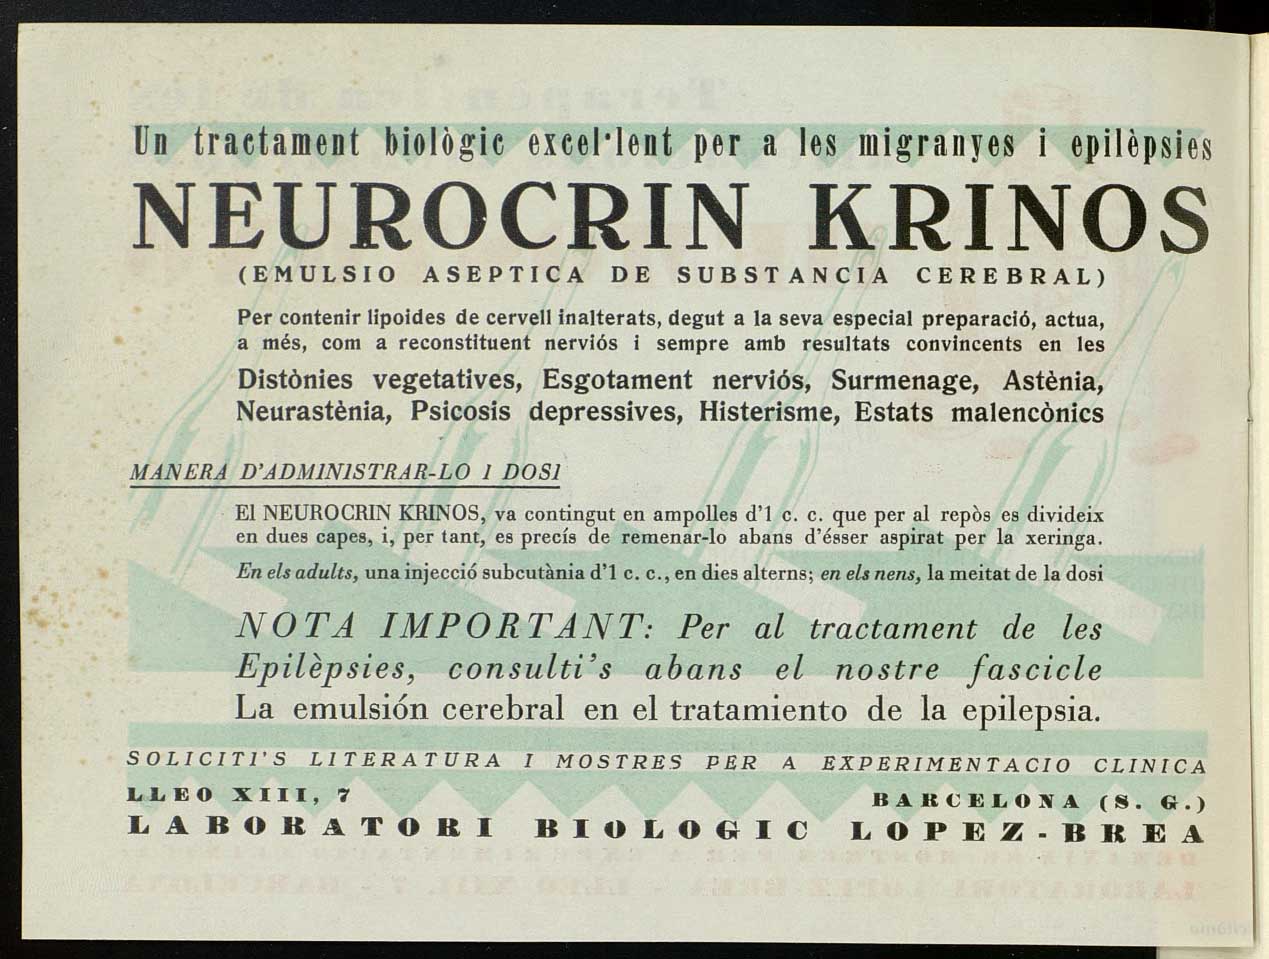 Un tractament biològic excel·lent per a les migranyes i epilèpsies
NEUROCRIN KRINOS
(EMULSIO ASEPTICA DE SUBSTANCIA CEREBRAL)
Per contenir lipoides de cervell inalterats, degut a la seva especial preparació, actua,
a més, com a reconstituent nerviós i sempre amb resultats convincents en les
Distònies vegetatives, Esgotament nerviós, Surmenage, Astènia,
Neurastènia, Psicosis depressives, Histerisme, Estats malencònics
MANERA D'ADMINISTRAR-LO I DOSI
El NEUROCRIN KRINOS, va contingut en ampolles d'1 c. c. que per al repòs es divideix
en dues capes, i, per tant, es precís de remenar-lo abans d'ésser aspirat per la xeringa.
En els adults, una injecció subcutània d'1 c. c., en dies alterns; en els nens, la meitat de la dosi
NOTA IMPORTANT: Per al tractament de les
Epilèpsies, consulti's abans el nostre fascicle
La emulsión cerebral en el tratamiento de la epilepsia.
SOLICITI'S LITERATURA I MOSTRES PER A EXPERIMENTACIO CLINICA
LLEO XIII, 7 BARCELONA (S. G.)
LABORATORI BIOLOGIC LOPEZ-BREA